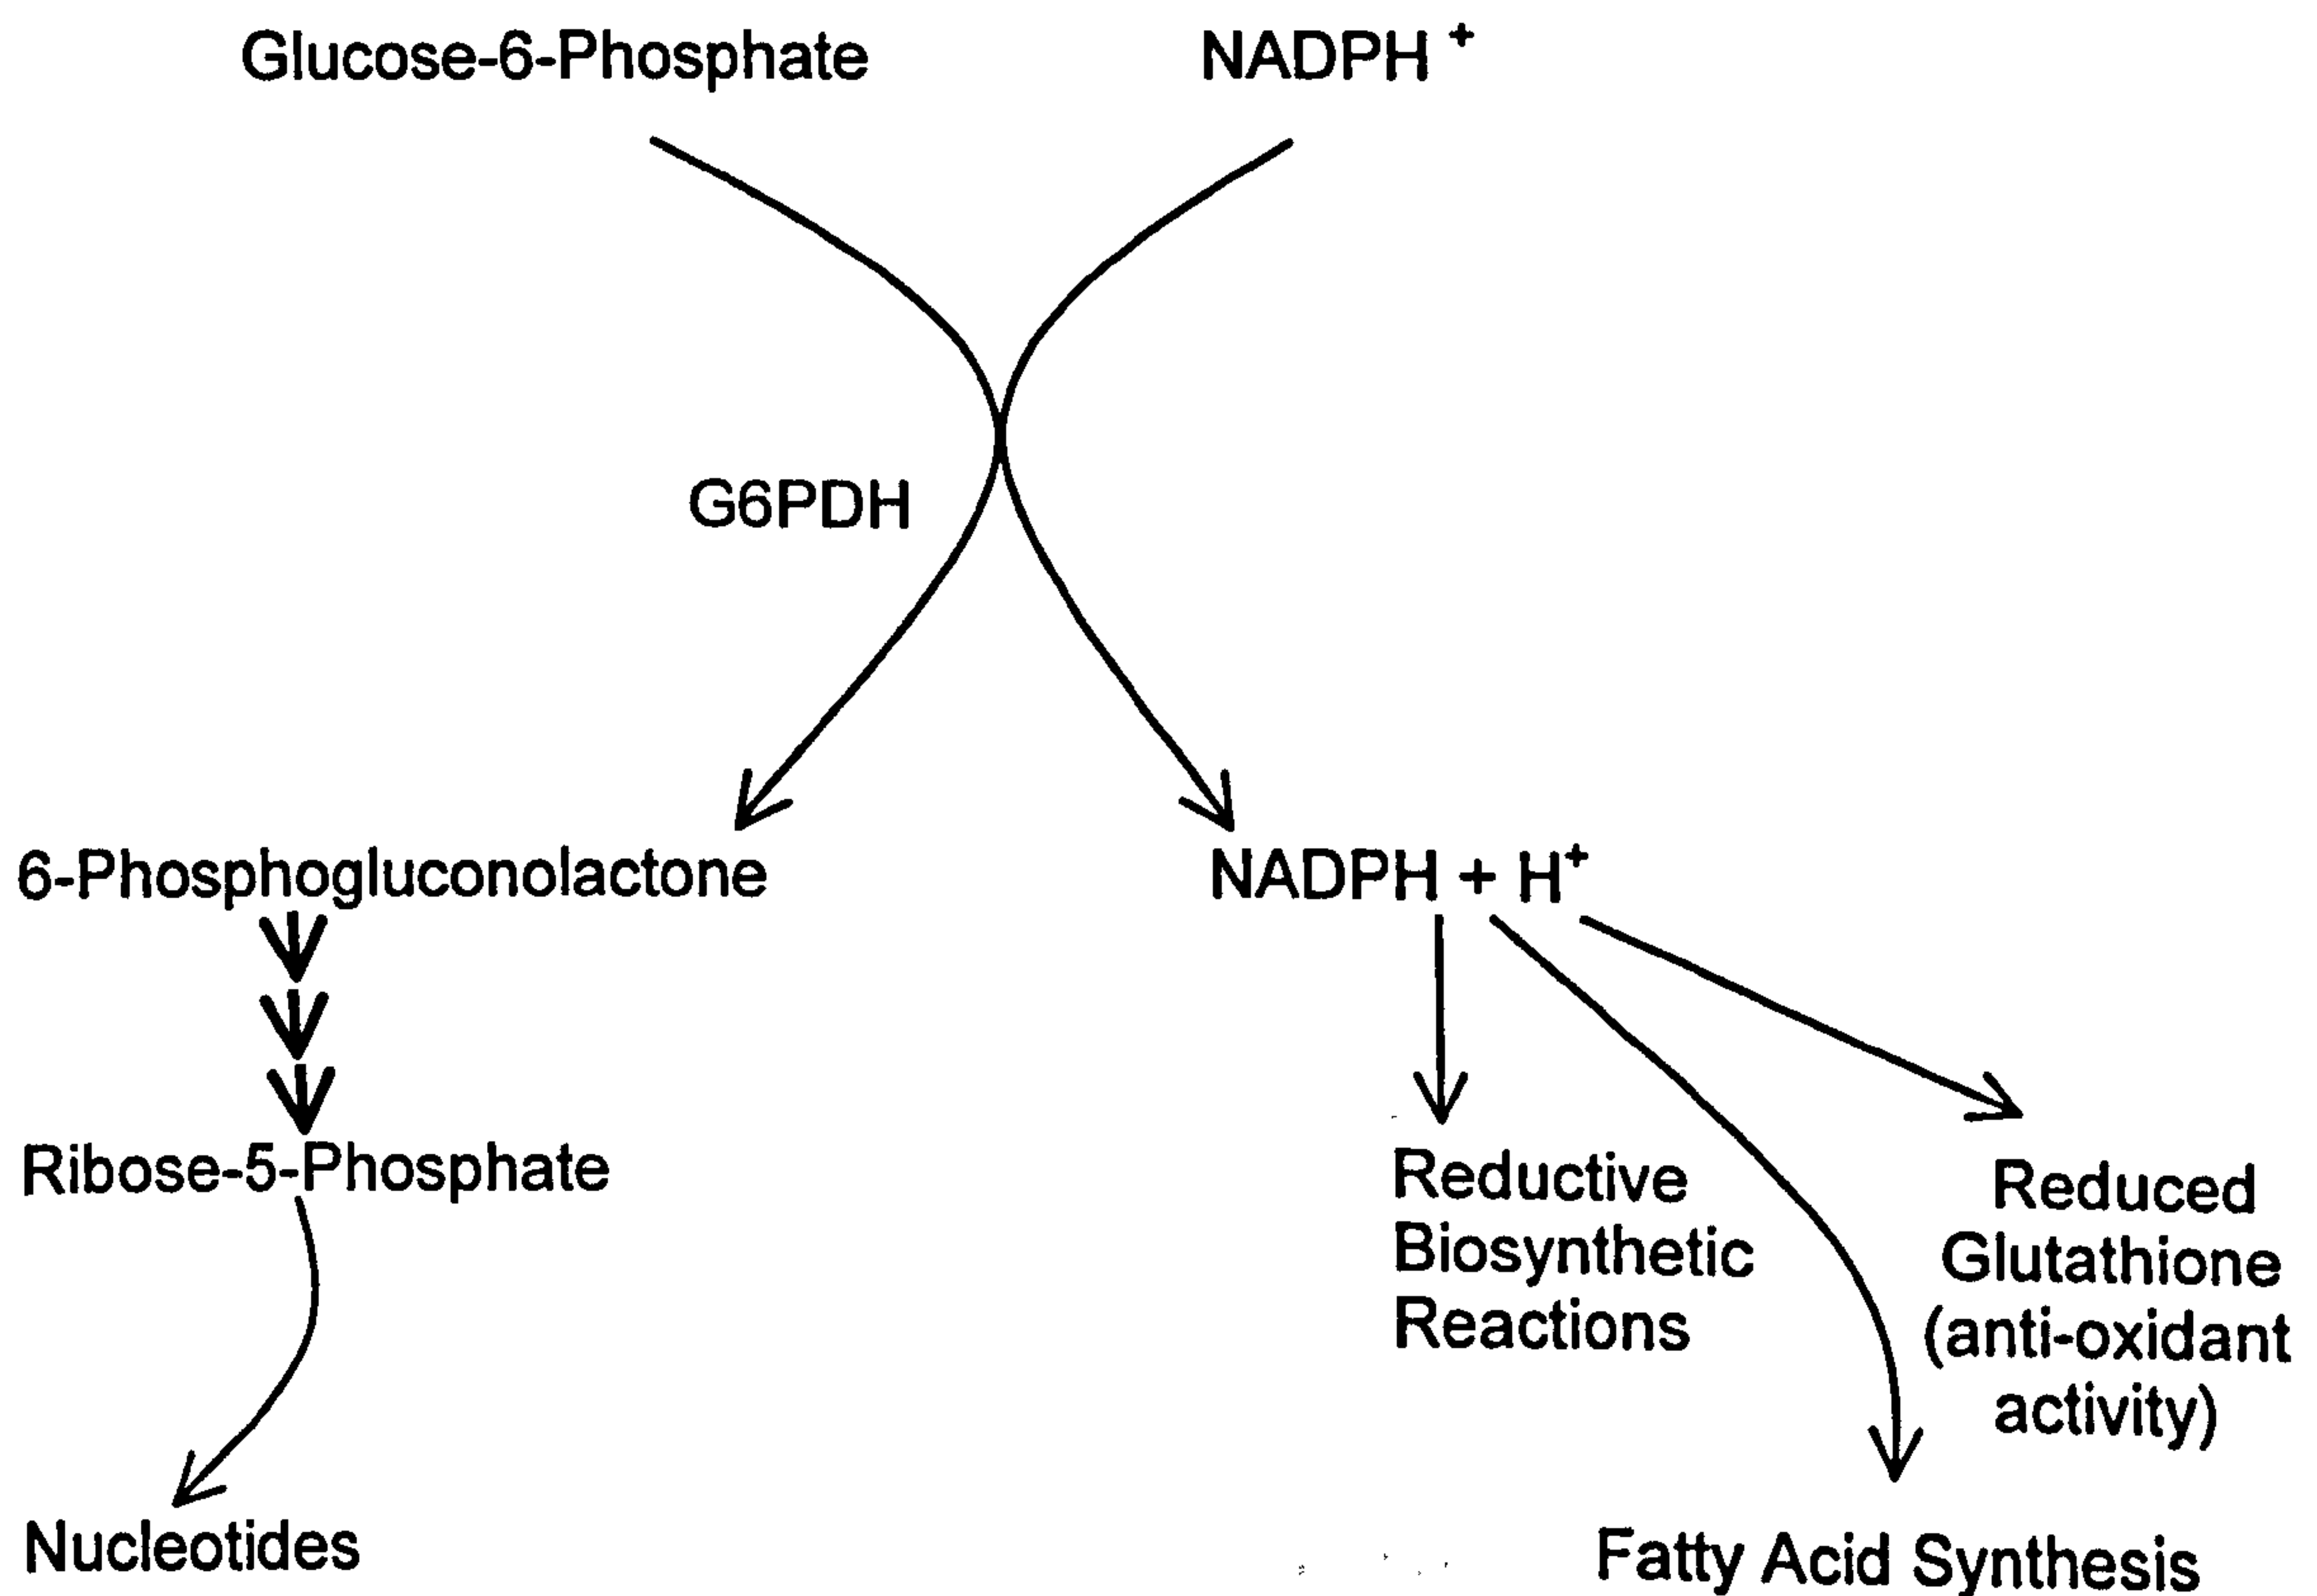 Glucose-6-Phosphate
NADPH +
G6PDH
6-Phosphogluconolactone
NADPH + H+
Ribose-5-Phosphate
Reductive
Biosynthetic
Reactions
Reduced
Glutathione
(anti-oxidant
activity)
Nucleotides
Fatty Acid Synthesis